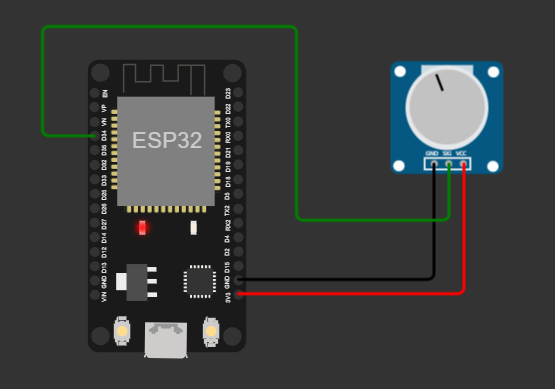 EN
VP
VN
D34
D35
D32
D33
D25
D26
D27
D14
D12
D13
GND
VIN
ESP32
D23
D22
TX0
RX0
D21
D19
D18
D5
TX2
RX2
D4
D2
D15
GND
3V3
GND SIG VCC